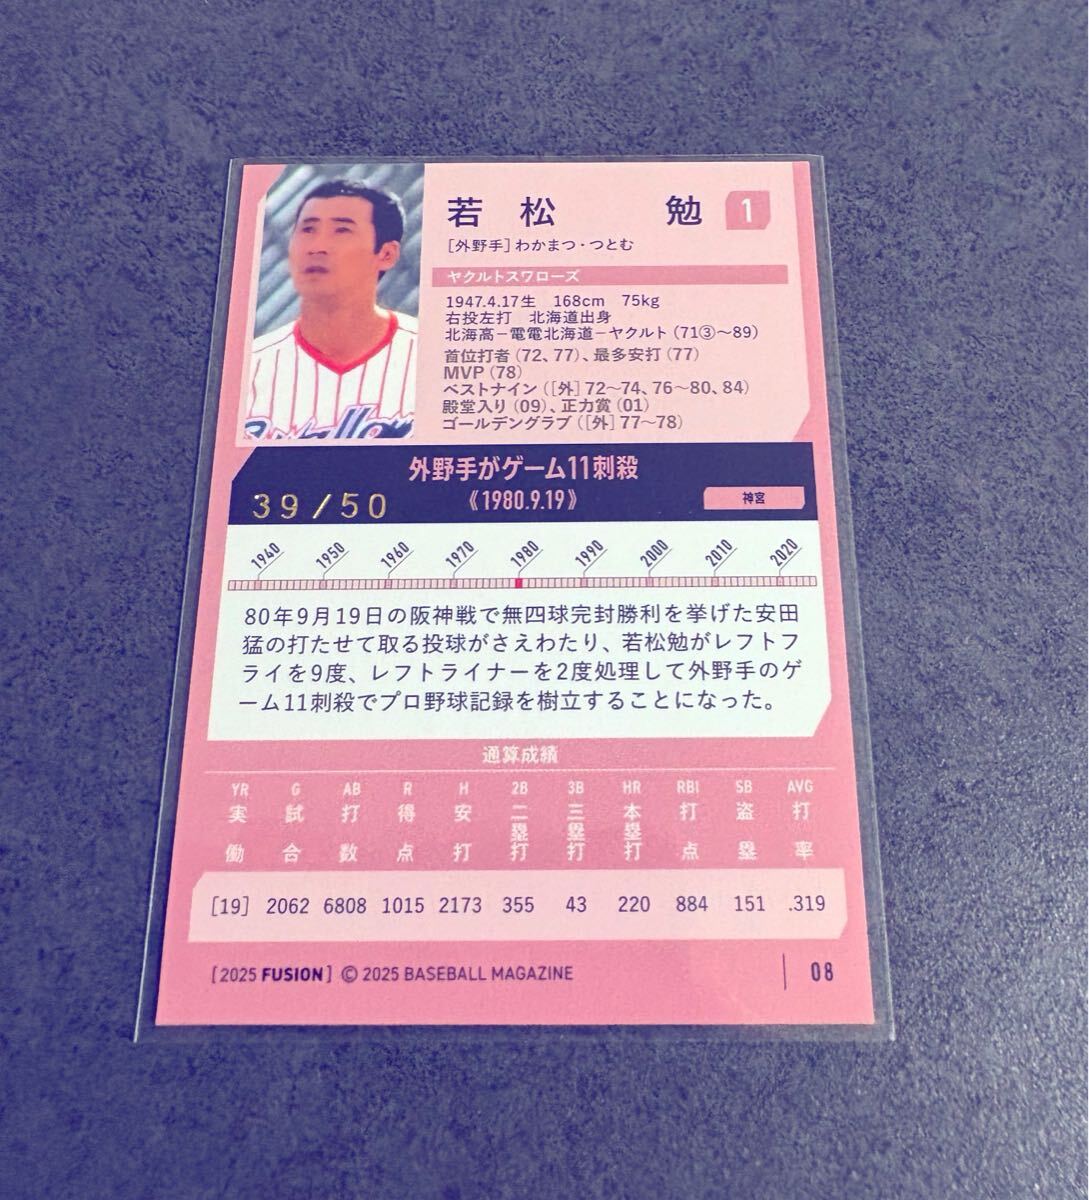 若松 勉 1
[外野手] わかまつ・つとむ
ヤクルトスワローズ
1947.4.17生 168cm 75kg
右投左打 北海道出身
北海高－電電北海道－ヤクルト (71③〜89)
首位打者 (72、77)、最多安打 (77)
MVP (78)
ベストナイン ([外] 72〜74、76〜80、84)
殿堂入り (09)、正力賞 (01)
ゴールデングラブ ([外] 77〜78)
Swallows
外野手がゲーム11刺殺
39/50 《1980.9.19》 神宮
1940 1950 1960 1970 1980 1990 2000 2010 2020
80年9月19日の阪神戦で無四球完封勝利を挙げた安田
猛の打たせて取る投球がさえわたり、若松勉がレフトフ
ライを9度、レフトライナーを2度処理して外野手のゲ
ーム11刺殺でプロ野球記録を樹立することになった。
通算成績
YR G AB R H 2B 3B HR RBI SB AVG
実働 試合 打数 得点 安打 二塁打 三塁打 本塁打 打点 盗塁 打率
[19] 2062 6808 1015 2173 355 43 220 884 151 .319
[2025 FUSION] © 2025 BASEBALL MAGAZINE 08